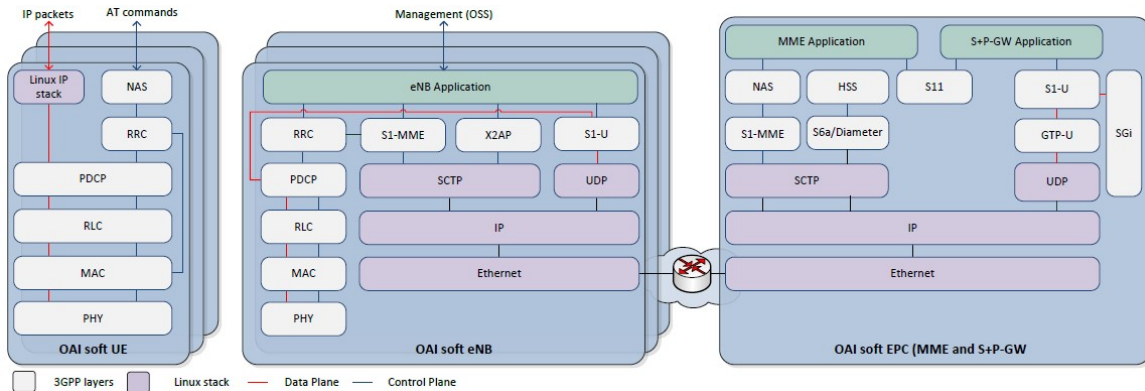 IP packets
AT commands
Linux IP
stack
NAS
RRC
PDCP
RLC
MAC
PHY
OAI soft UE
Management (OSS)
eNB Application
RRC
S1-MME
X2AP
S1-U
PDCP
SCTP
UDP
RLC
IP
MAC
Ethernet
PHY
OAI soft eNB
MME Application
S+P-GW Application
NAS
HSS
S11
S1-U
S1-MME
S6a/Diameter
GTP-U
SGi
SCTP
UDP
IP
Ethernet
OAI soft EPC (MME and S+P-GW
3GPP layers
Linux stack
Data Plane
Control Plane